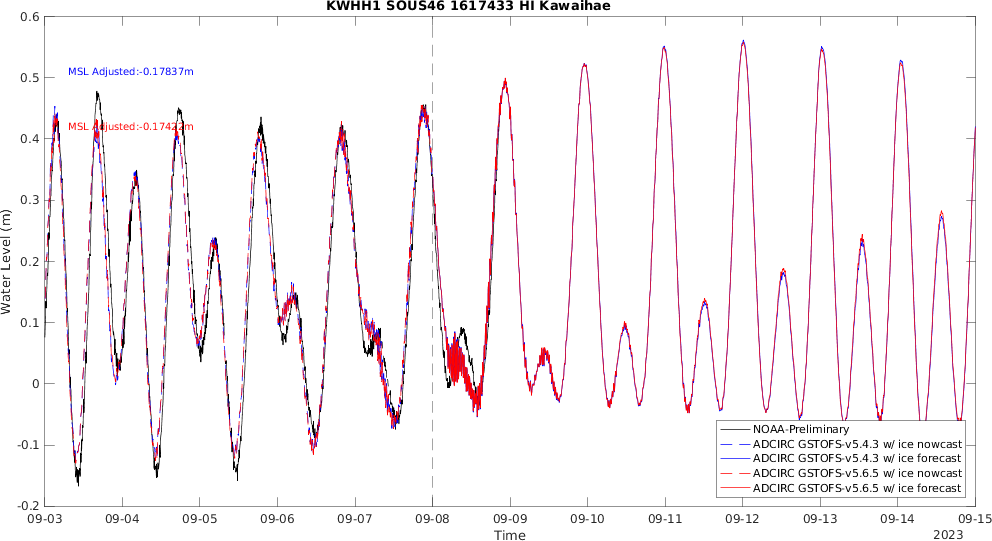 KWHH1 SOUS46 1617433 HI Kawaihae
0.6
0.5
0.4
0.3
0.2
0.1
0
-0.1
-0.2
Water Level (m)
MSL Adjusted:-0.17837m
MSL Adjusted:-0.17422m
NOAA-Preliminary
ADCIRC GSTOFS-v5.4.3 w/ ice nowcast
ADCIRC GSTOFS-v5.4.3 w/ ice forecast
ADCIRC GSTOFS-v5.6.5 w/ ice nowcast
ADCIRC GSTOFS-v5.6.5 w/ ice forecast
09-03 09-04 09-05 09-06 09-07 09-08 09-09 09-10 09-11 09-12 09-13 09-14 09-15
Time
2023